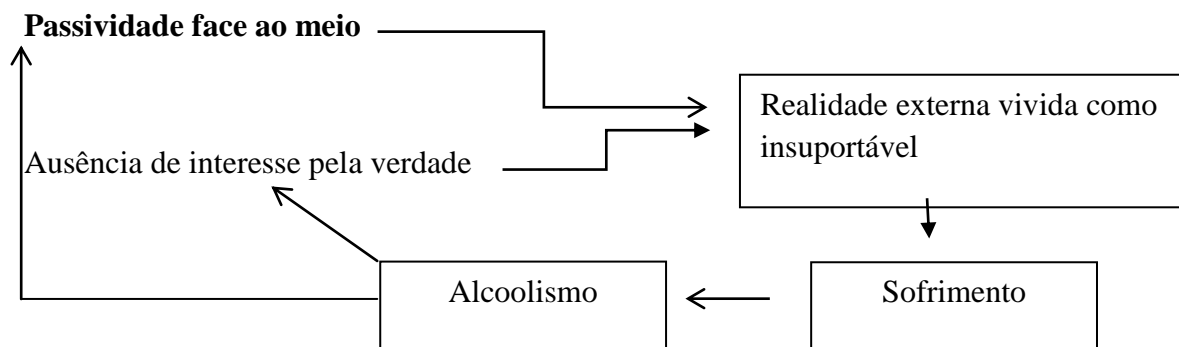 Passividade face ao meio
Realidade externa vivida como
insuportável
Ausência de interesse pela verdade
Alcoolismo
Sofrimento